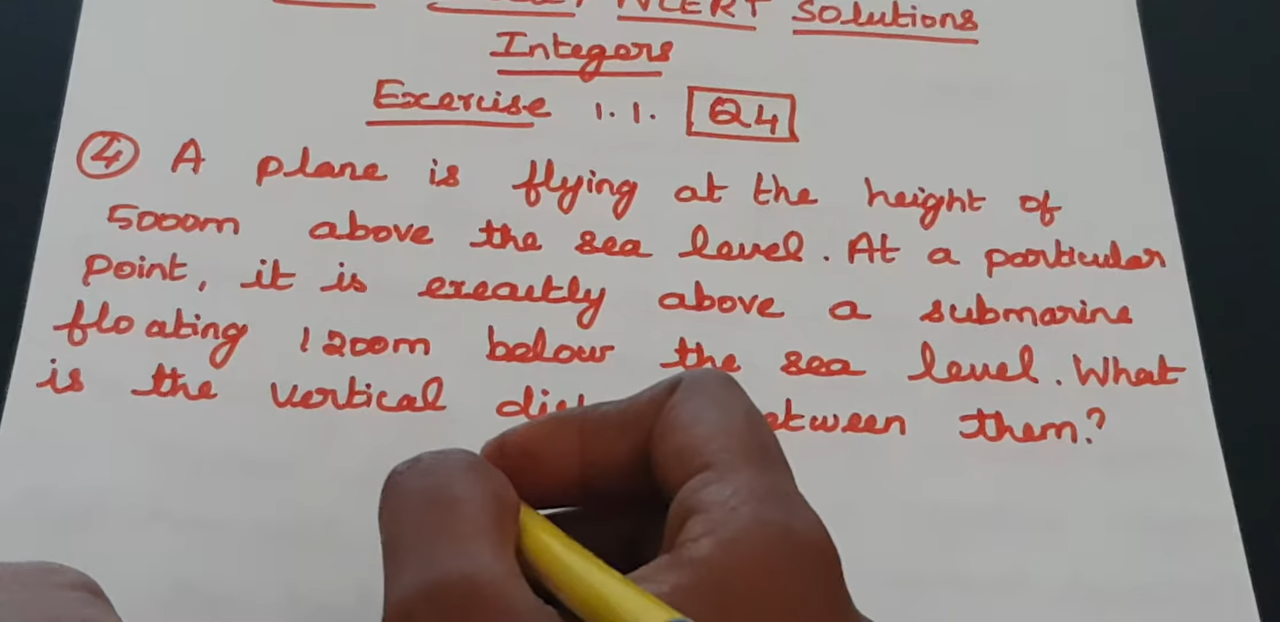 NCERT Solutions
Integers
Exercise 1.1. Q4
4 A plane is flying at the height of
5000m above the sea level. At a particular
point, it is exactly above a submarine
floating 1200m below the sea level. What
is the vertical between them?